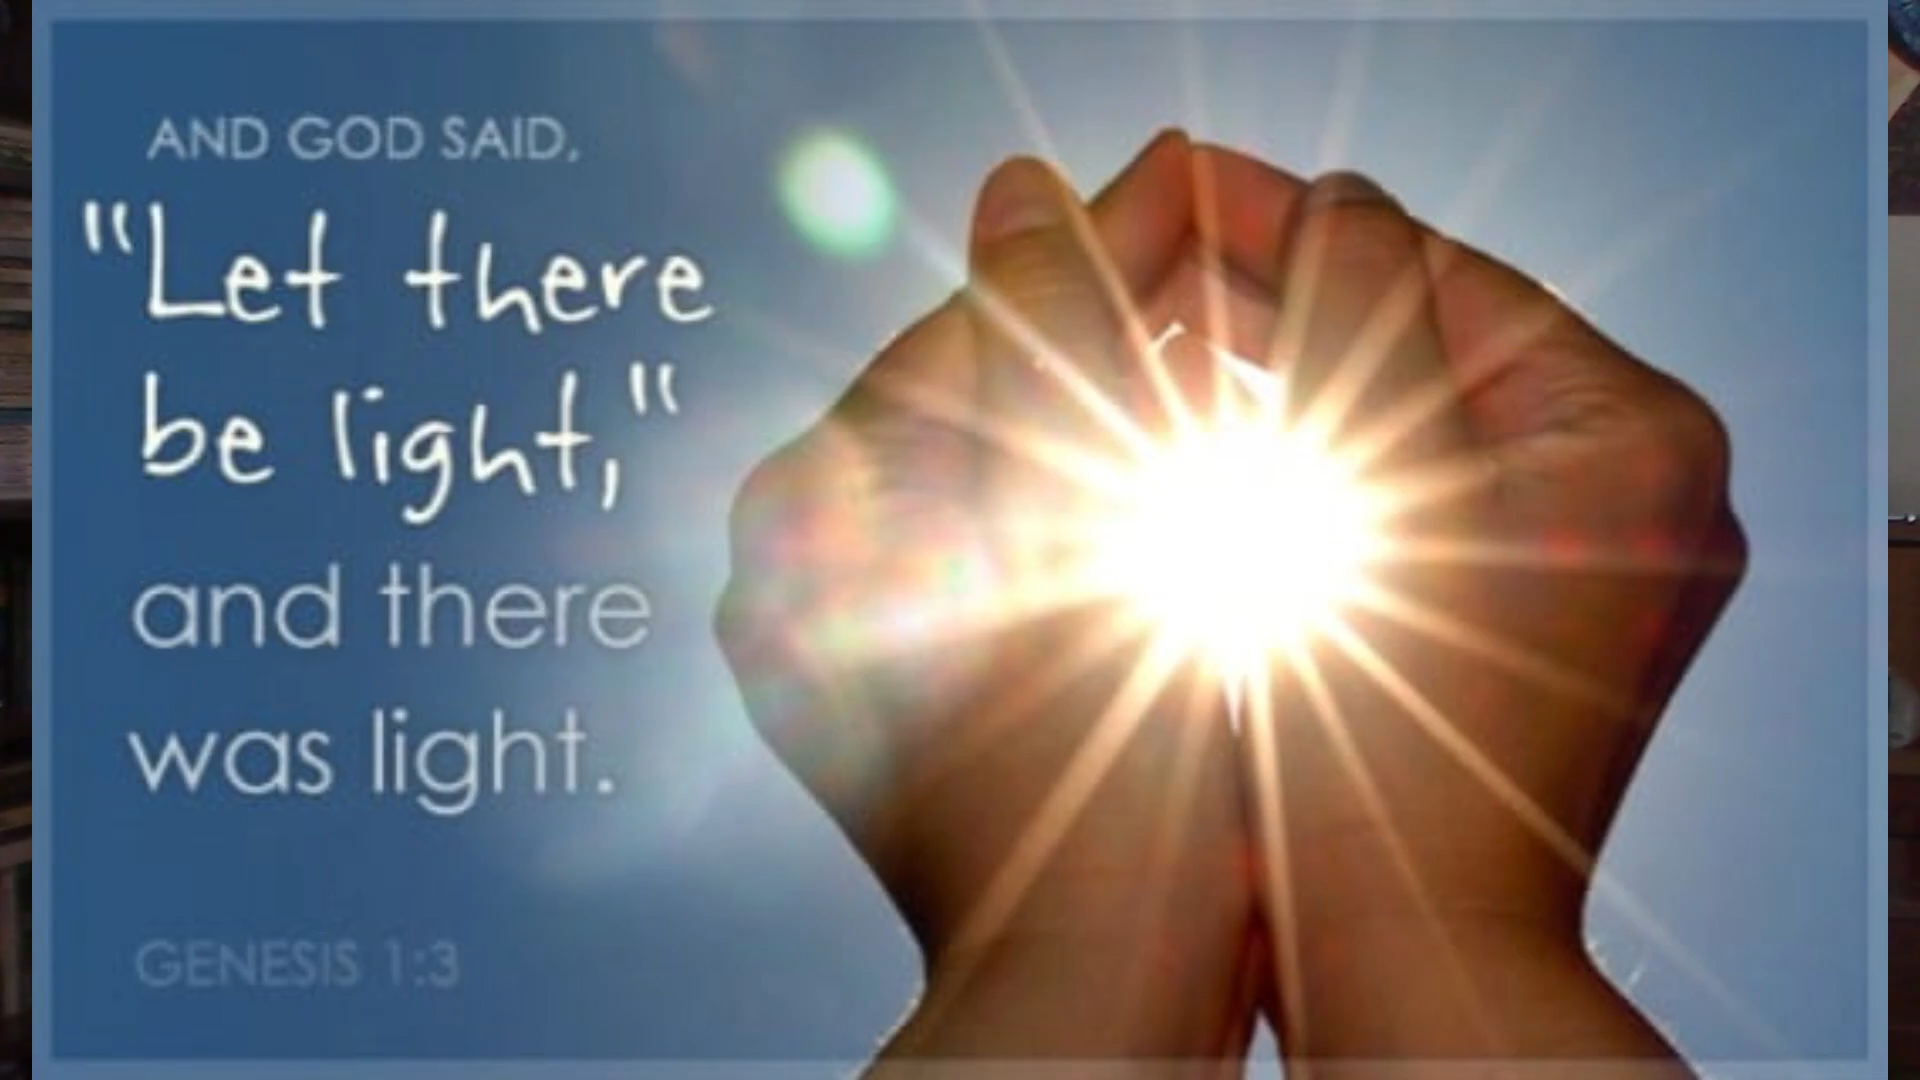 AND GOD SAID,
"Let there
be light,"
and there
was light.
GENESIS 1:3